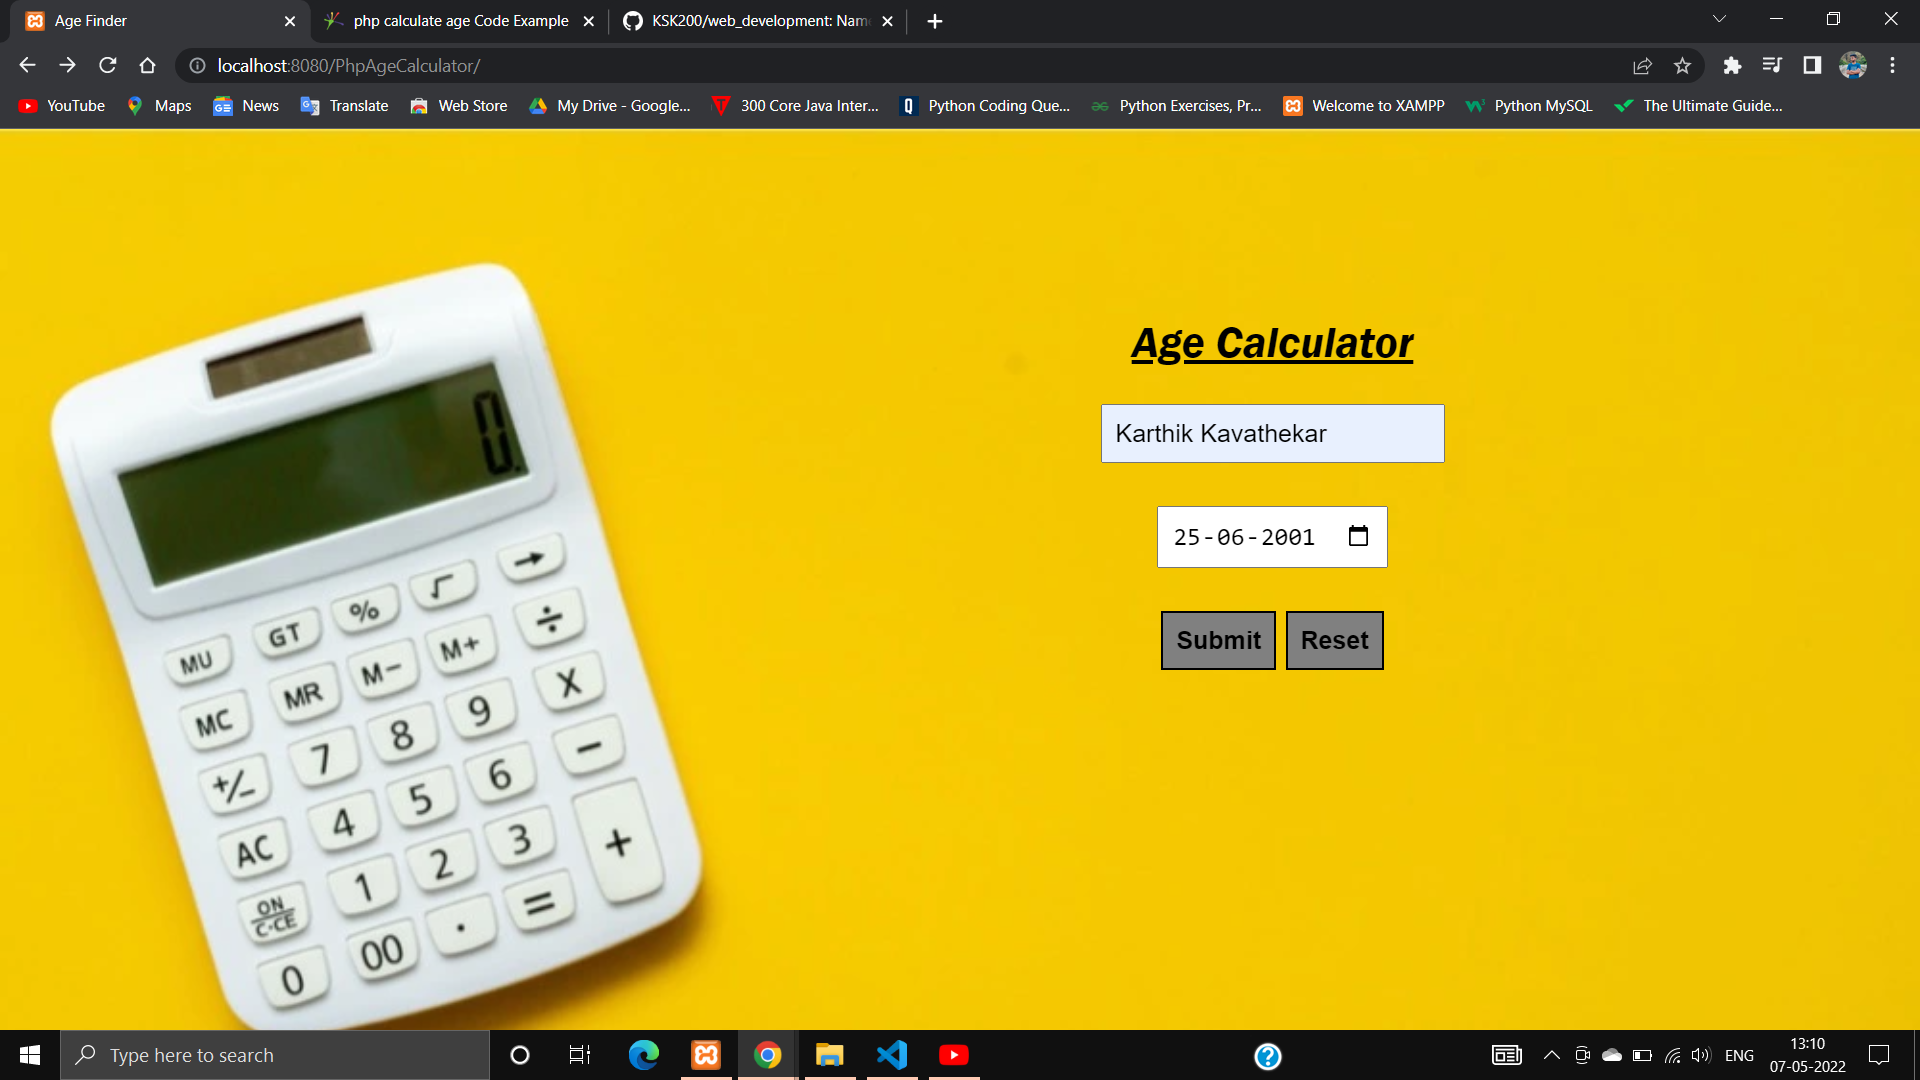 Age Finder
php calculate age Code Example
KSK200/web_development: Nam
localhost:8080/PhpAgeCalculator/
YouTube
Maps
News
Translate
Web Store
My Drive - Google...
300 Core Java Inter...
Python Coding Que...
Python Exercises, Pr...
Welcome to XAMPP
Python MySQL
The Ultimate Guide...
Age Calculator
Karthik Kavathekar
25-06-2001
Submit Reset
0.
MU GT % √ →
MC MR M− M+ ÷
+/− 7 8 9 X
AC 4 5 6 −
ON
C·CE 1 2 3 +
0 00 . =
Type here to search
ENG
13:10
07-05-2022